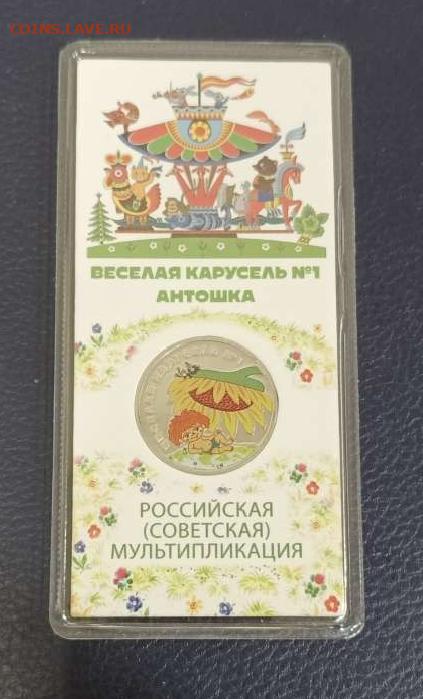 COINS.LAVE.RU
ВЕСЕЛАЯ КАРУСЕЛЬ №1
АНТОШКА
РОССИЙСКАЯ
(СОВЕТСКАЯ)
МУЛЬТИПЛИКАЦИЯ